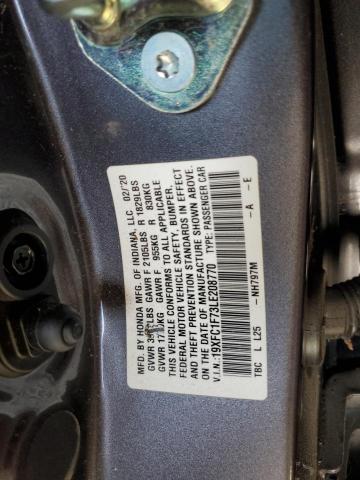 MFD. BY HONDA MFG. OF INDIANA, LLC 02/'20
GVWR LBS GAWR F 2105LBS R 1829LBS
GVWR KG GAWR F 955KG R 830KG
THIS VEHICLE CONFORMS TO ALL APPLICABLE
FEDERAL MOTOR VEHICLE SAFETY, BUMPER,
AND THEFT PREVENTION STANDARDS IN EFFECT
ON THE DATE OF MANUFACTURE SHOWN ABOVE.
V.I.N.:19XFC1F73LE208770 TYPE: PASSENGER CAR
TBC L L25 -NH797M -A -E